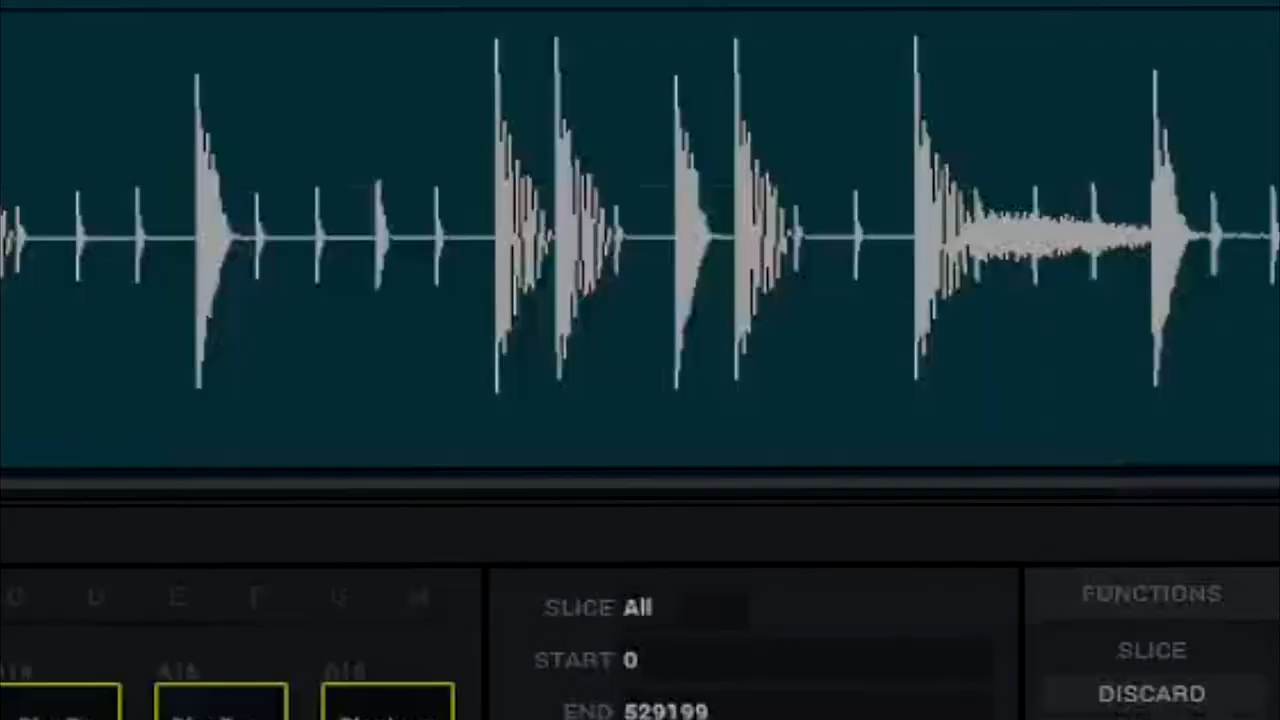 C D E F G H
SLICE All
START 0
END 529199
FUNCTIONS
SLICE
DISCARD